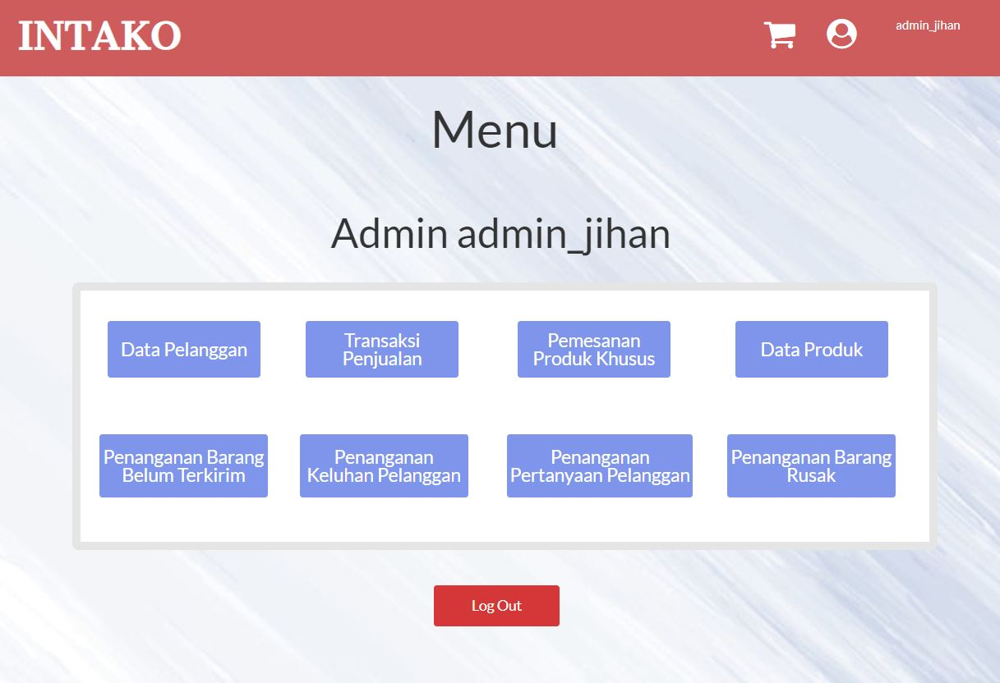 INTAKO
admin_jihan
Menu
Admin admin_jihan
Data Pelanggan
Transaksi
Penjualan
Pemesanan
Produk Khusus
Data Produk
Penanganan Barang
Belum Terkirim
Penanganan
Keluhan Pelanggan
Penanganan
Pertanyaan Pelanggan
Penanganan Barang
Rusak
Log Out